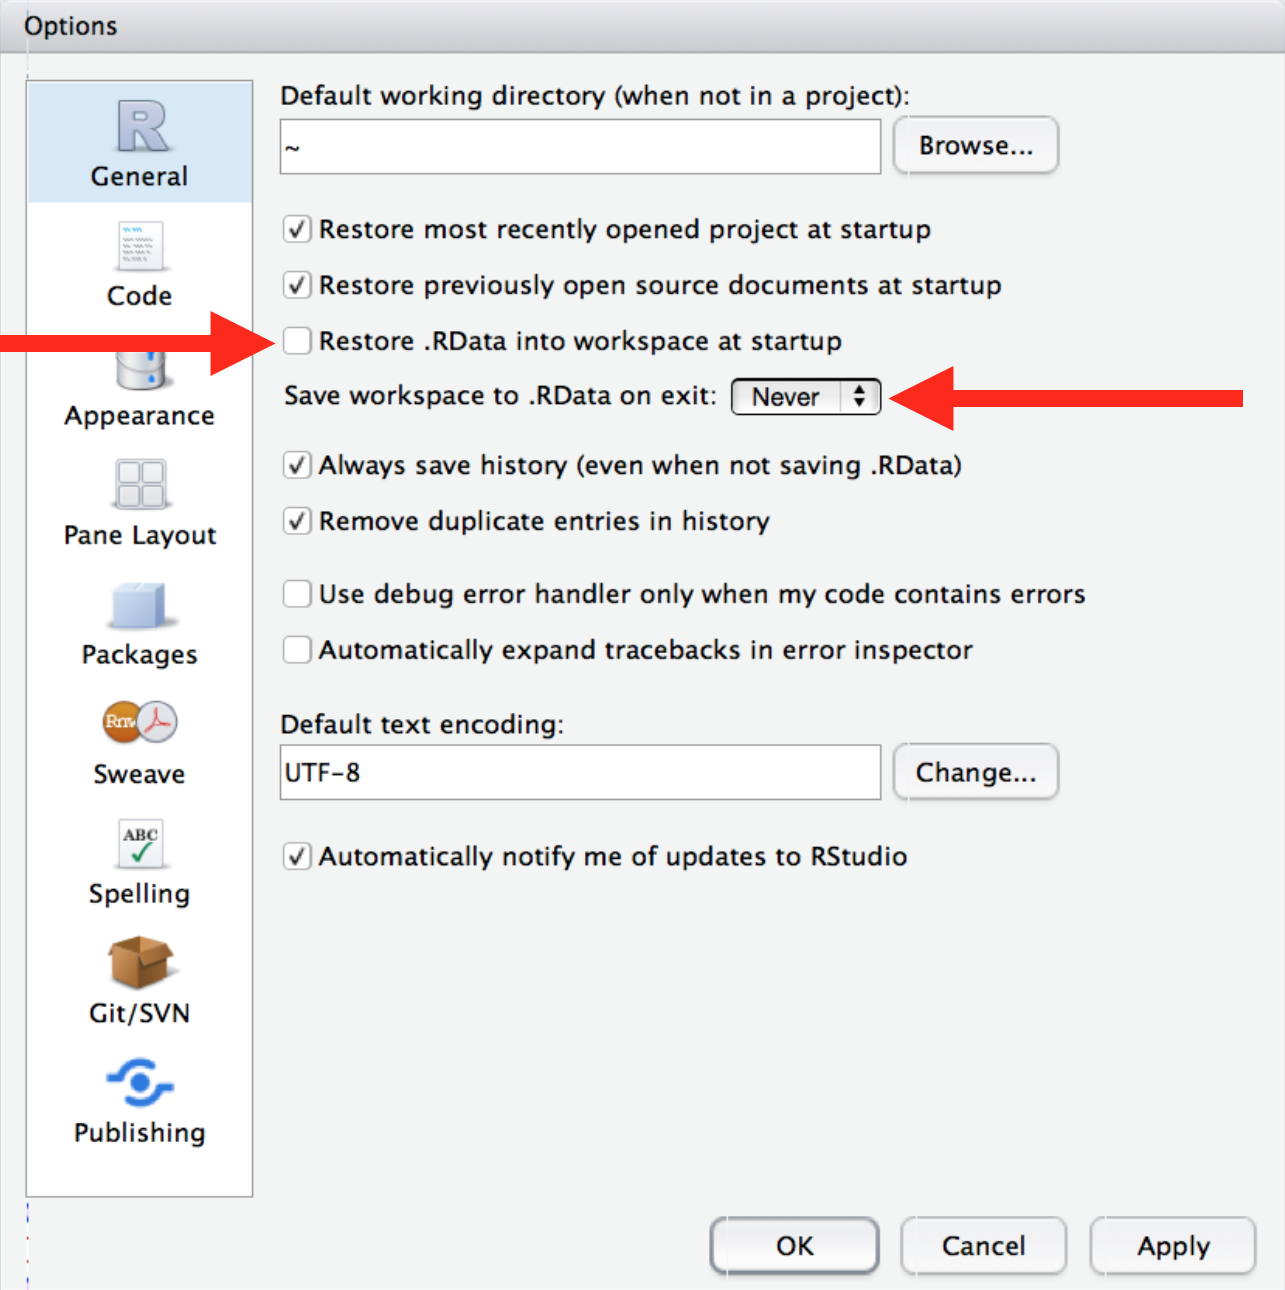 Options
General
Code
Appearance
Pane Layout
Packages
Rnw
Sweave
ABC
Spelling
Git/SVN
Publishing
Default working directory (when not in a project):
~
Browse...
Restore most recently opened project at startup
Restore previously open source documents at startup
Restore .RData into workspace at startup
Save workspace to .RData on exit: Never
Always save history (even when not saving .RData)
Remove duplicate entries in history
Use debug error handler only when my code contains errors
Automatically expand tracebacks in error inspector
Default text encoding:
UTF-8
Change...
Automatically notify me of updates to RStudio
OK
Cancel
Apply